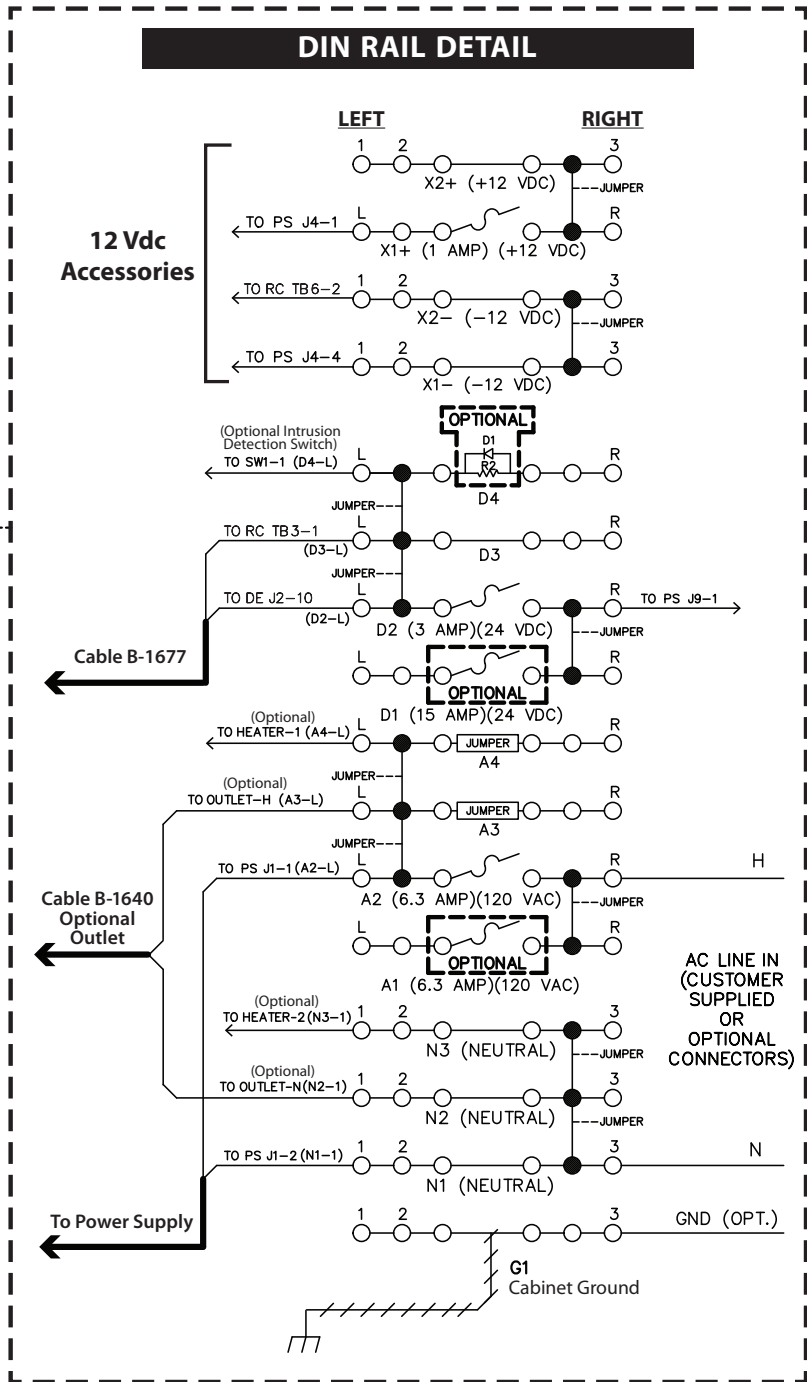 DIN RAIL DETAIL
LEFT
RIGHT
1 2 3
X2+ (+12 VDC)
JUMPER
12 Vdc
Accessories
TO PS J4-1
L R
X1+ (1 AMP) (+12 VDC)
TO RC TB6-2
1 2 3
X2- (-12 VDC)
JUMPER
TO PS J4-4
1 2 3
X1- (-12 VDC)
OPTIONAL
(Optional Intrusion
Detection Switch)
TO SW1-1 (D4-L)
L R
D1
R2
D4
JUMPER
TO RC TB3-1
(D3-L)
L R
D3
JUMPER
TO DE J2-10
(D2-L)
L R
TO PS J9-1
D2 (3 AMP)(24 VDC)
JUMPER
Cable B-1677
L R
OPTIONAL
D1 (15 AMP)(24 VDC)
(Optional)
TO HEATER-1 (A4-L)
L R
JUMPER
A4
JUMPER
(Optional)
TO OUTLET-H (A3-L)
L R
JUMPER
A3
JUMPER
TO PS J1-1 (A2-L)
L R
H
A2 (6.3 AMP)(120 VAC)
JUMPER
Cable B-1640
Optional
Outlet
L R
OPTIONAL
A1 (6.3 AMP)(120 VAC)
AC LINE IN
(CUSTOMER
SUPPLIED
OR
OPTIONAL
CONNECTORS)
(Optional)
TO HEATER-2 (N3-1)
1 2 3
N3 (NEUTRAL)
JUMPER
(Optional)
TO OUTLET-N(N2-1)
1 2 3
N2 (NEUTRAL)
JUMPER
TO PS J1-2 (N1-1)
1 2 3
N
N1 (NEUTRAL)
To Power Supply
1 2 3
GND (OPT.)
G1
Cabinet Ground